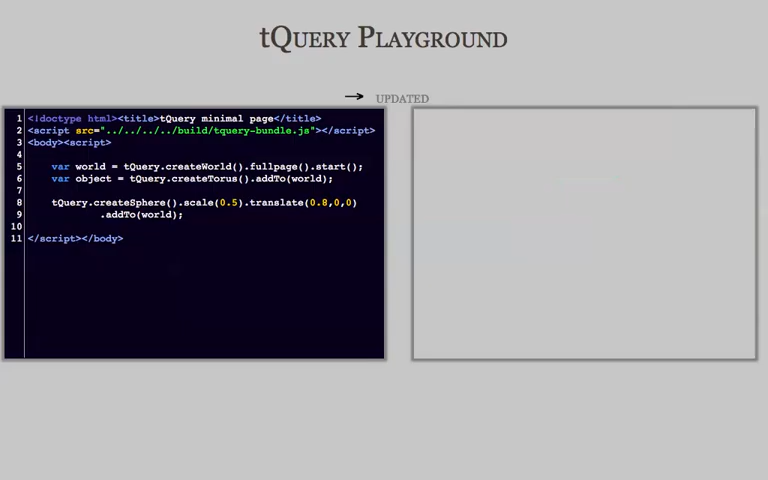 tQuery Playground
→ UPDATED
1 <!doctype html><title>tQuery minimal page</title>
2 <script src="../../../../build/tquery-bundle.js"></script>
3 <body><script>
4
5     var world = tQuery.createWorld().fullpage().start();
6     var object = tQuery.createTorus().addTo(world);
7
8     tQuery.createSphere().scale(0.5).translate(0.8,0,0)
9             .addTo(world);
10
11 </script></body>